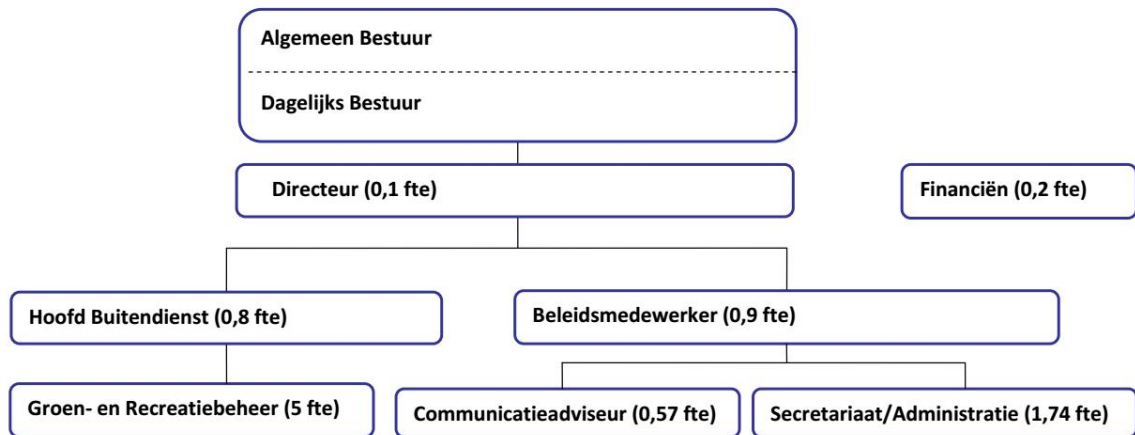 Algemeen Bestuur
Dagelijks Bestuur
Directeur (0,1 fte)
Financiën (0,2 fte)
Hoofd Buitendienst (0,8 fte)
Beleidsmedewerker (0,9 fte)
Groen- en Recreatiebeheer (5 fte)
Communicatieadviseur (0,57 fte)
Secretariaat/Administratie (1,74 fte)